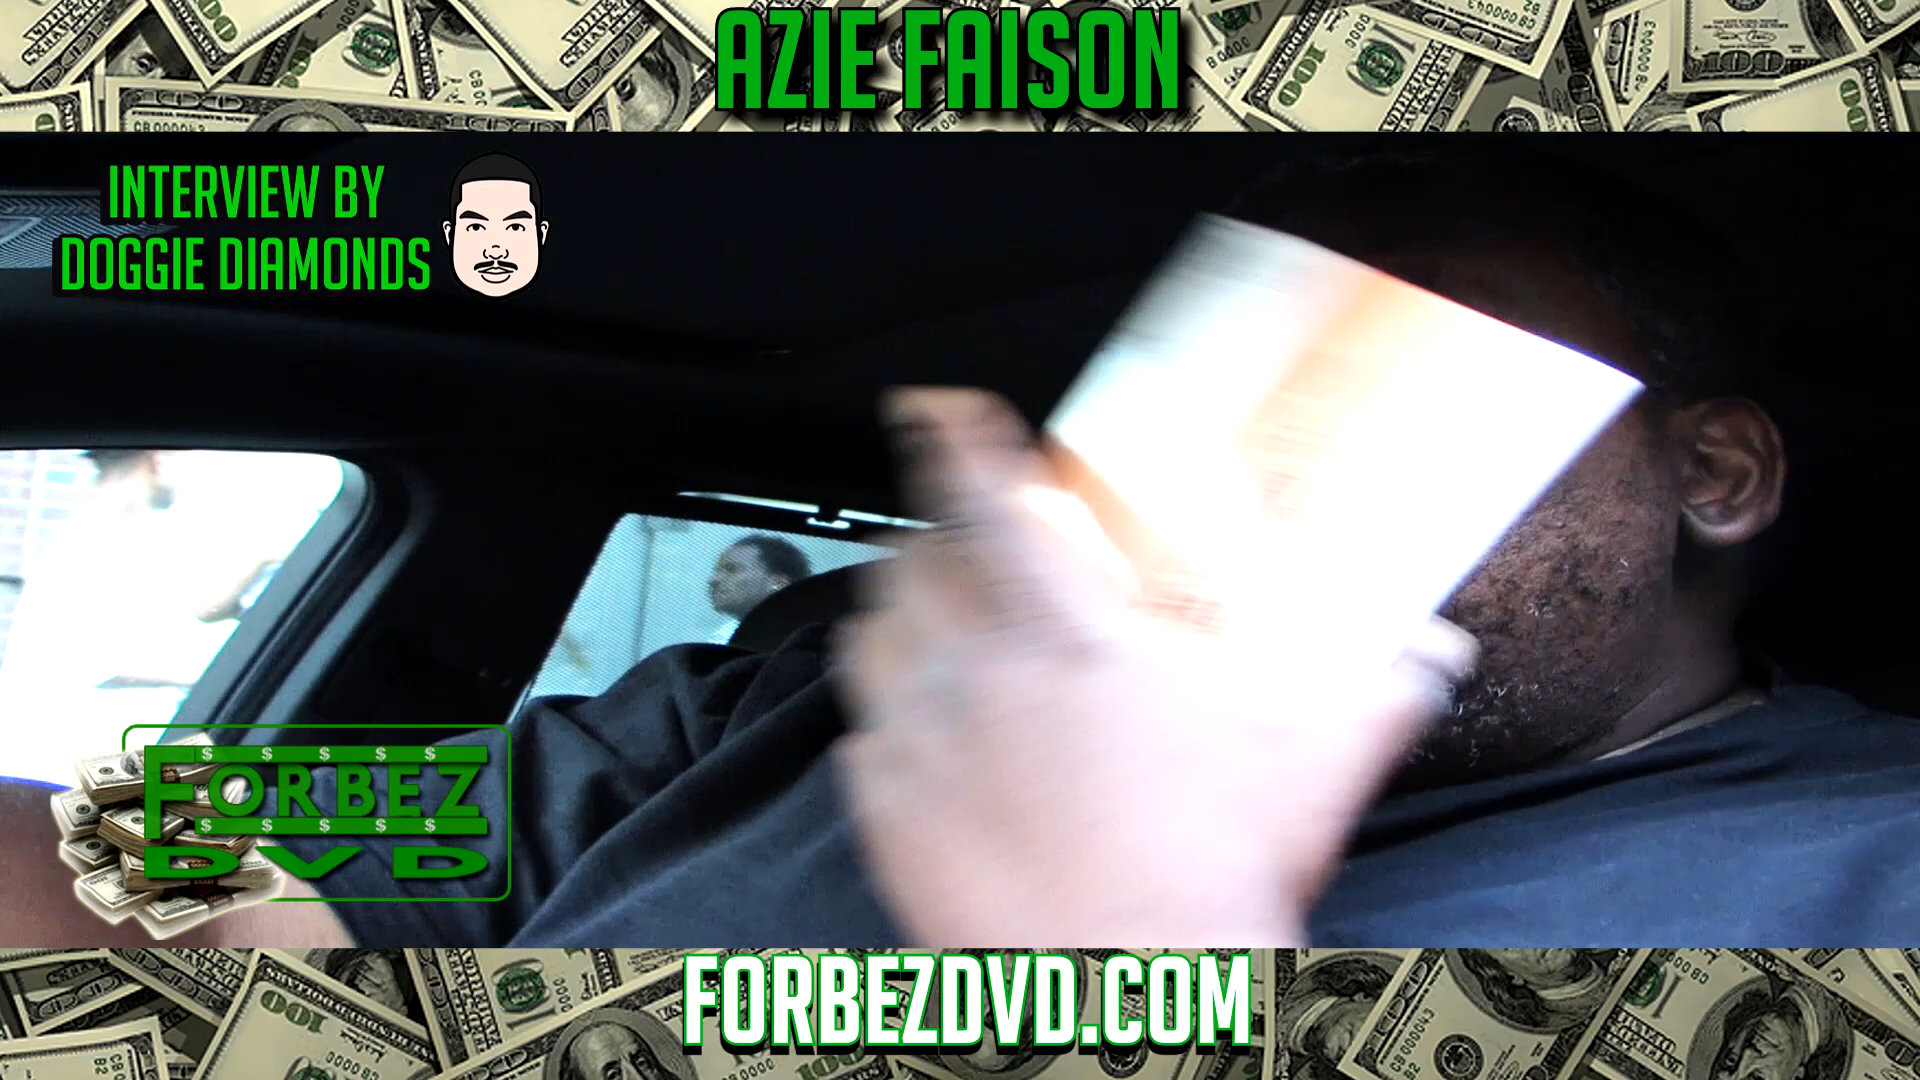 AZIE FAISON
INTERVIEW BY
DOGGIE DIAMONDS
FORBEZ
DVD
FORBEZDVD.COM